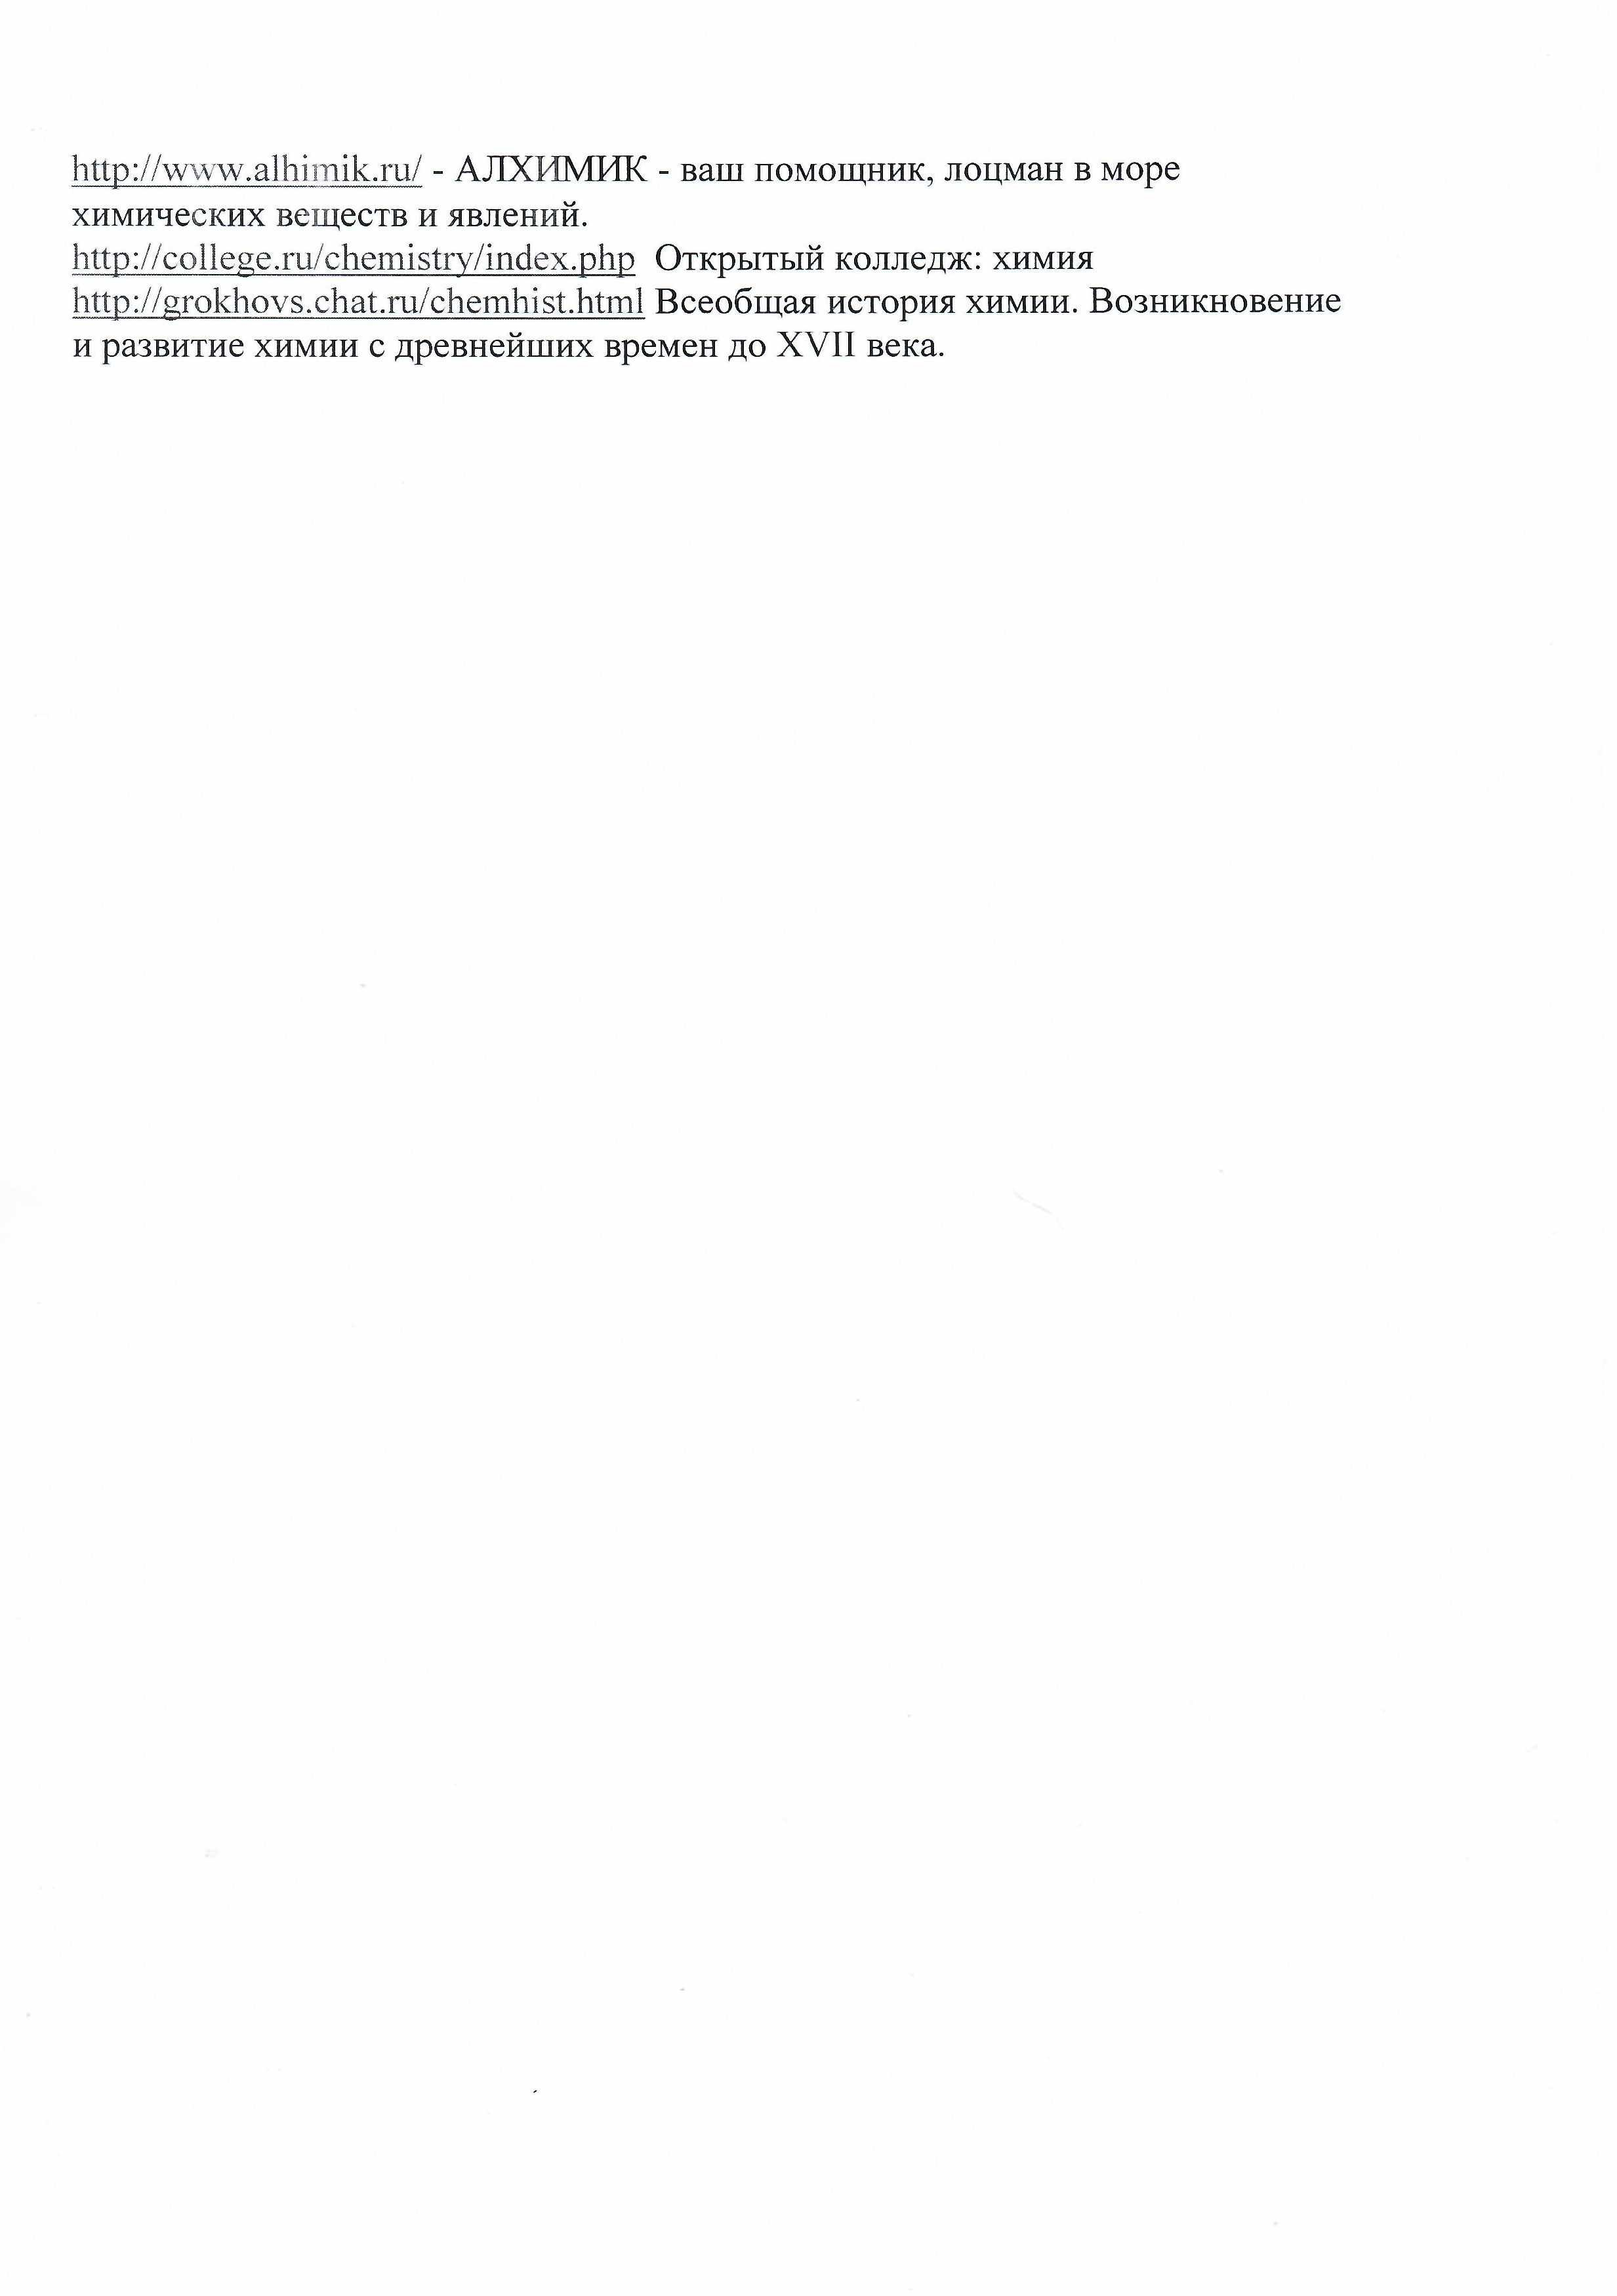 http://www.alhimik.ru/ - АЛХИМИК - ваш помощник, лоцман в море
химических веществ и явлений.
http://college.ru/chemistry/index.php  Открытый колледж: химия
http://grokhovs.chat.ru/chemhist.html Всеобщая история химии. Возникновение
и развитие химии с древнейших времен до XVII века.